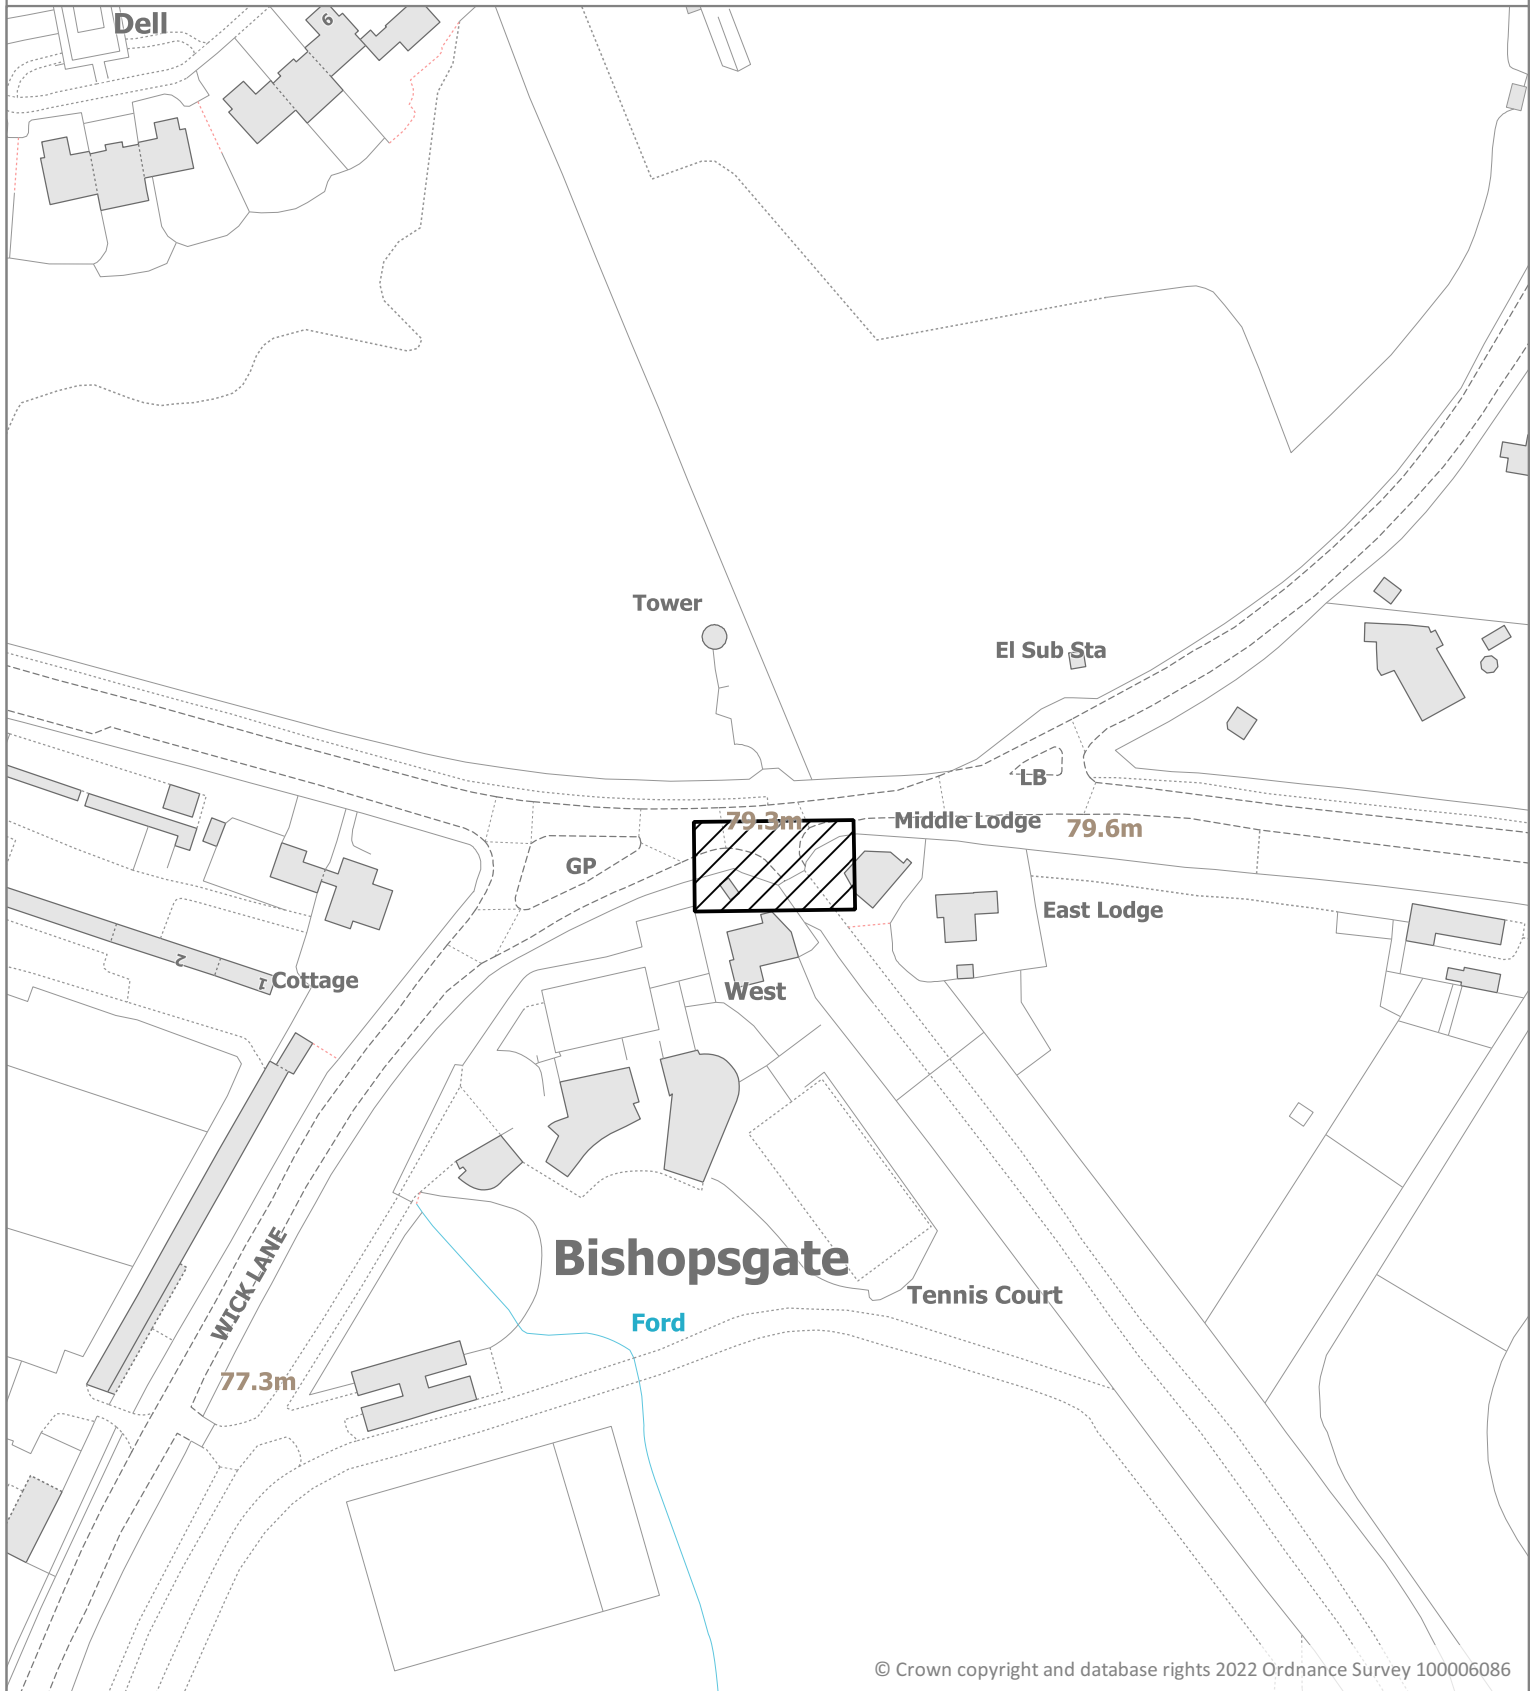 Dell
6
Tower
El Sub Sta
LB
79.3m
Middle Lodge
79.6m
GP
East Lodge
2
1
Cottage
West
WICK LANE
Bishopsgate
Tennis Court
Ford
77.3m
© Crown copyright and database rights 2022 Ordnance Survey 100006086